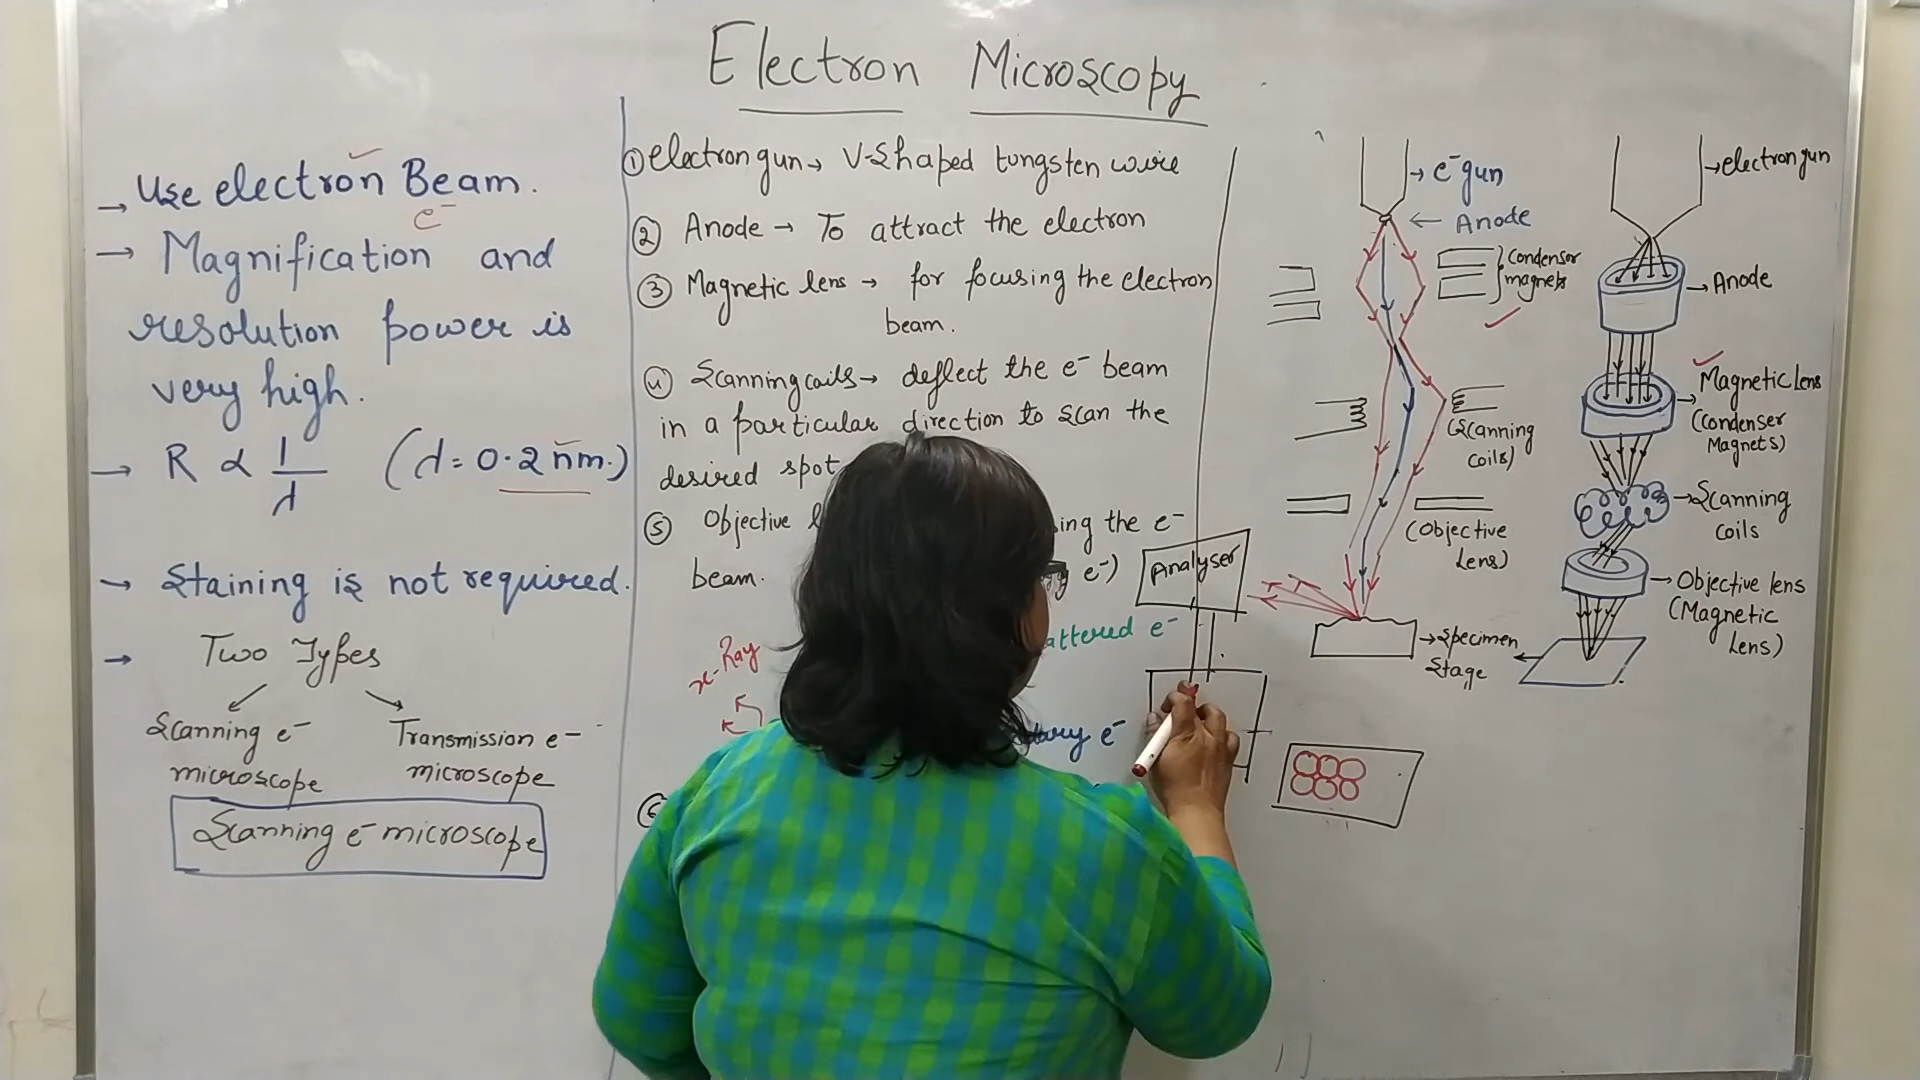 Electron Microscopy
→ Use electron Beam.
e⁻
→ Magnification and
resolution power is
very high.
→ R ∝ 1/λ (d = 0.2 nm.)
→ Staining is not required.
→ Two Types
Scanning e⁻
microscope
Transmission e⁻
microscope
Scanning e⁻ microscope
① electron gun → V-Shaped tungsten wire
② Anode → To attract the electron
③ Magnetic lens → for focusing the electron
beam.
④ Scanning coils → deflect the e⁻ beam
in a particular direction to scan the
desired spot
⑤ Objective
ing the e⁻
beam.
e⁻)
attered e⁻
x-Ray
e⁻
⑥
Analyser
→ e⁻ gun
← Anode
Condenser
magnets
(Scanning
coils)
(Objective
Lens)
→ Specimen
Stage
→ electron gun
→ Anode
→ Magnetic Lens
(Condenser
Magnets)
→ Scanning
coils
→ Objective lens
(Magnetic
Lens)